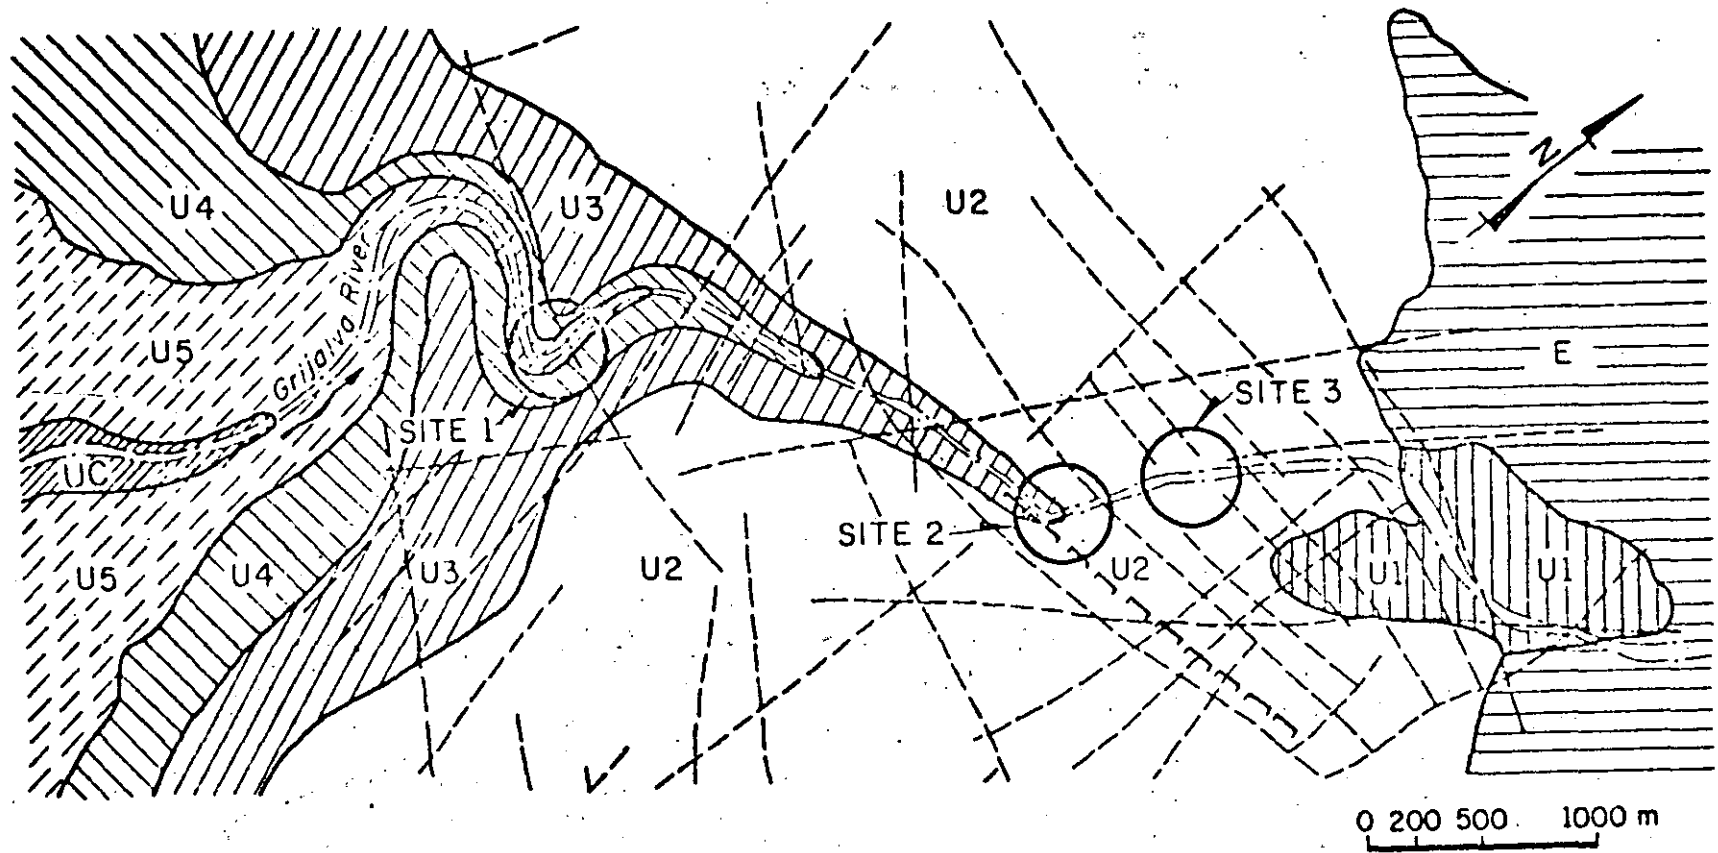 U4
U3
U2
N
Grijalva River
U5
E
SITE 3
SITE 1
UC
SITE 2
U5
U4
U3
U2
U2
U1
U1
0 200 500 1000 m